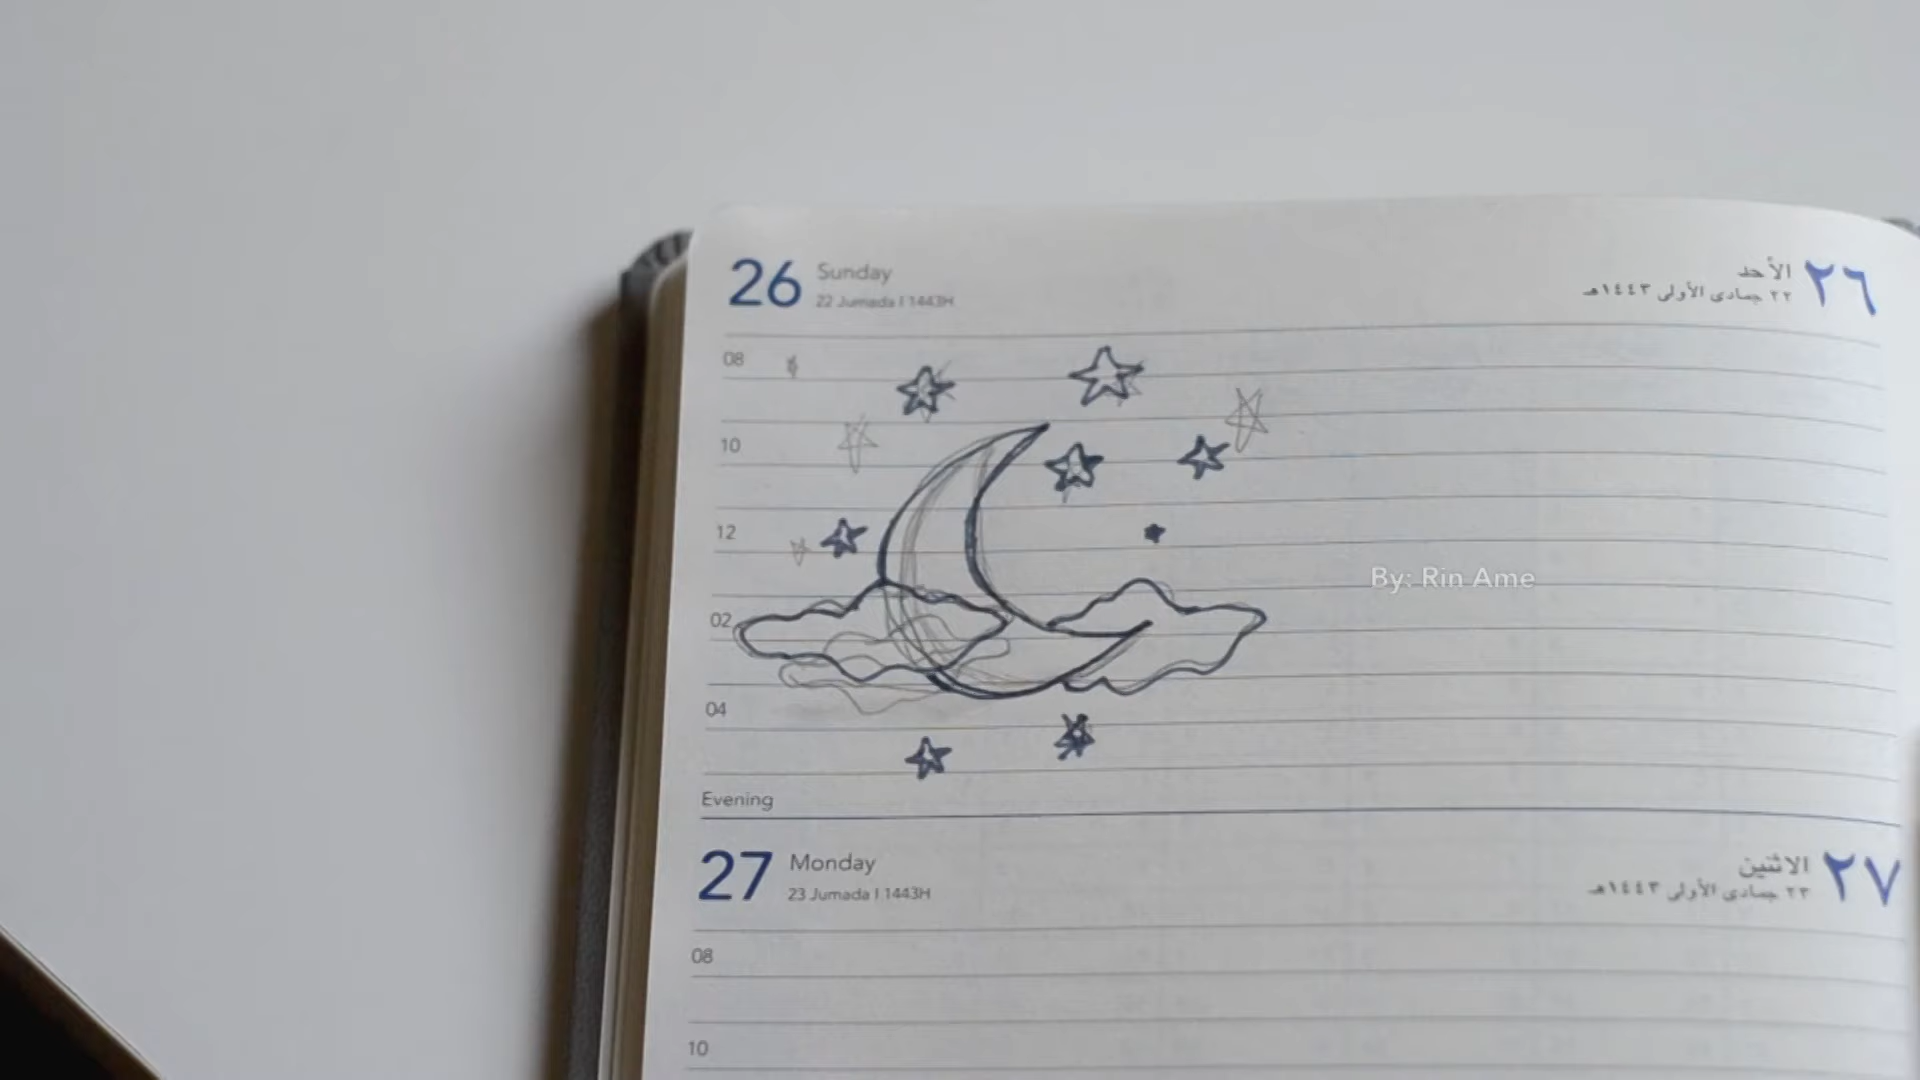 26 Sunday الأحد ٢٦
22 Jumada I 1443H ٢٢ جمادى الأولى ١٤٤٣هـ
08
10
12
By: Rin Ame
02
04
Evening
27 Monday الاثنين ٢٧
23 Jumada I 1443H ٢٣ جمادى الأولى ١٤٤٣هـ
08
10